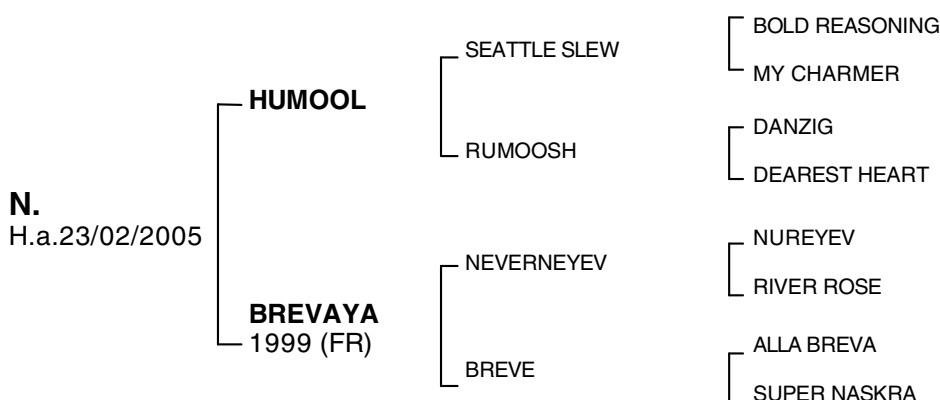 BOLD REASONING
SEATTLE SLEW
MY CHARMER
HUMOOL
DANZIG
RUMOOSH
DEAREST HEART
N.
H.a.23/02/2005
NUREYEV
NEVERNEYEV
RIVER ROSE
BREVAYA
1999 (FR)
ALLA BREVA
BREVE
SUPER NASKRA